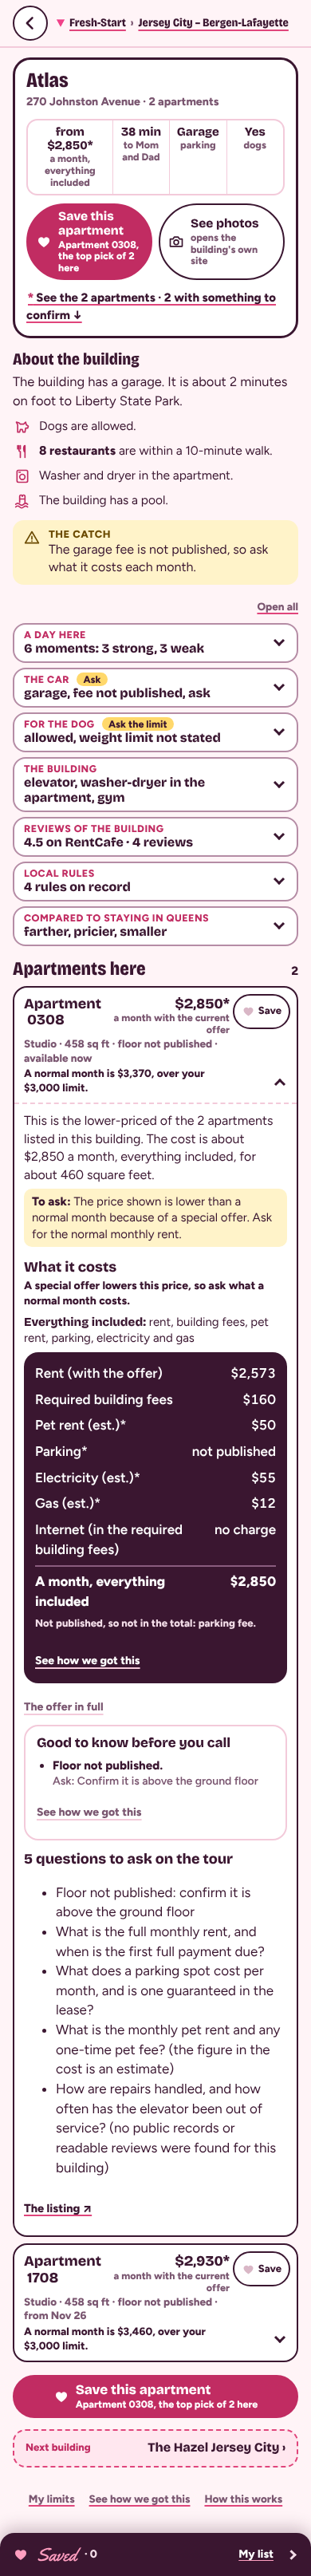 ♥ Fresh-Start › Jersey City – Bergen-Lafayette
Atlas
270 Johnston Avenue · 2 apartments
from
$2,850*
a month,
everything
included
38 min
to Mom
and Dad
Garage
parking
Yes
dogs
Save this
apartment
Apartment 0308,
the top pick of 2
here
See photos
opens the
building's own
site
* See the 2 apartments · 2 with something to
confirm ↓
About the building
The building has a garage. It is about 2 minutes
on foot to Liberty State Park.
Dogs are allowed.
8 restaurants are within a 10-minute walk.
Washer and dryer in the apartment.
The building has a pool.
THE CATCH
The garage fee is not published, so ask
what it costs each month.
Open all
A DAY HERE
6 moments: 3 strong, 3 weak
THE CAR Ask
garage, fee not published, ask
FOR THE DOG Ask the limit
allowed, weight limit not stated
THE BUILDING
elevator, washer-dryer in the
apartment, gym
REVIEWS OF THE BUILDING
4.5 on RentCafe · 4 reviews
LOCAL RULES
4 rules on record
COMPARED TO STAYING IN QUEENS
farther, pricier, smaller
Apartments here 2
Apartment
0308
$2,850*
a month with the current
offer
Save
Studio · 458 sq ft · floor not published ·
available now
A normal month is $3,370, over your
$3,000 limit.
This is the lower-priced of the 2 apartments
listed in this building. The cost is about
$2,850 a month, everything included, for
about 460 square feet.
To ask: The price shown is lower than a
normal month because of a special offer. Ask
for the normal monthly rent.
What it costs
A special offer lowers this price, so ask what a
normal month costs.
Everything included: rent, building fees, pet
rent, parking, electricity and gas
Rent (with the offer) $2,573
Required building fees $160
Pet rent (est.)* $50
Parking* not published
Electricity (est.)* $55
Gas (est.)* $12
Internet (in the required no charge
building fees)
A month, everything $2,850
included
Not published, so not in the total: parking fee.
See how we got this
The offer in full
Good to know before you call
• Floor not published.
Ask: Confirm it is above the ground floor
See how we got this
5 questions to ask on the tour
• Floor not published: confirm it is
above the ground floor
• What is the full monthly rent, and
when is the first full payment due?
• What does a parking spot cost per
month, and is one guaranteed in the
lease?
• What is the monthly pet rent and any
one-time pet fee? (the figure in the
cost is an estimate)
• How are repairs handled, and how
often has the elevator been out of
service? (no public records or
readable reviews were found for this
building)
The listing ↗
Apartment
1708
$2,930*
a month with the current
offer
Save
Studio · 458 sq ft · floor not published ·
from Nov 26
A normal month is $3,460, over your
$3,000 limit.
Save this apartment
Apartment 0308, the top pick of 2 here
Next building The Hazel Jersey City ›
My limits See how we got this How this works
Saved · 0 My list